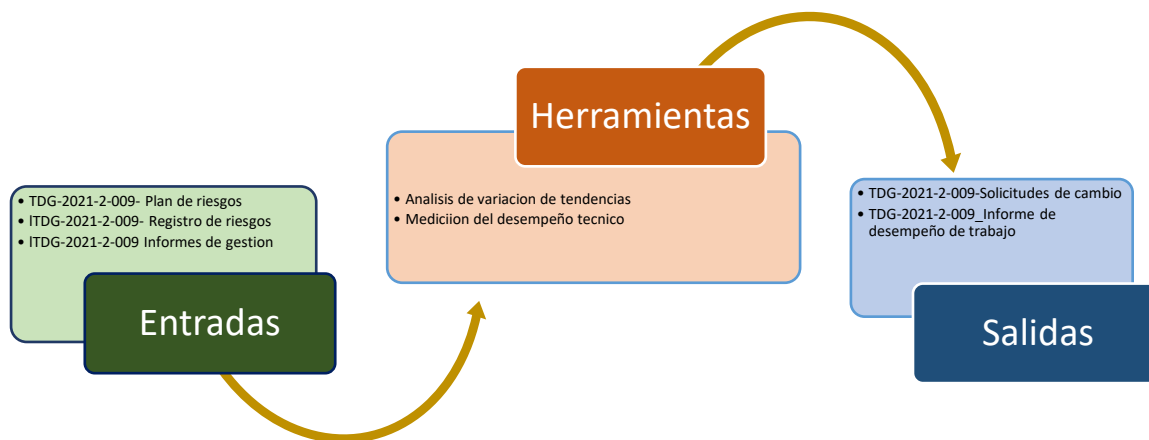 • TDG-2021-2-009- Plan de riesgos
• ITDG-2021-2-009- Registro de riesgos
• ITDG-2021-2-009 Informes de gestion
Entradas
Herramientas
• Analisis de variacion de tendencias
• Mediciion del desempeño tecnico
• TDG-2021-2-009-Solicitudes de cambio
• TDG-2021-2-009_Informe de
desempeño de trabajo
Salidas